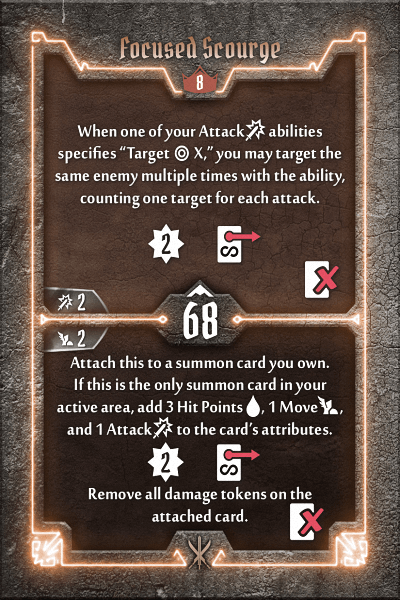 Focused Scourge
8
When one of your Attack abilities
specifies “Target X,” you may target the
same enemy multiple times with the ability,
counting one target for each attack.
2
2
68
2
Attach this to a summon card you own.
If this is the only summon card in your
active area, add 3 Hit Points , 1 Move ,
and 1 Attack to the card’s attributes.
2
Remove all damage tokens on the
attached card.